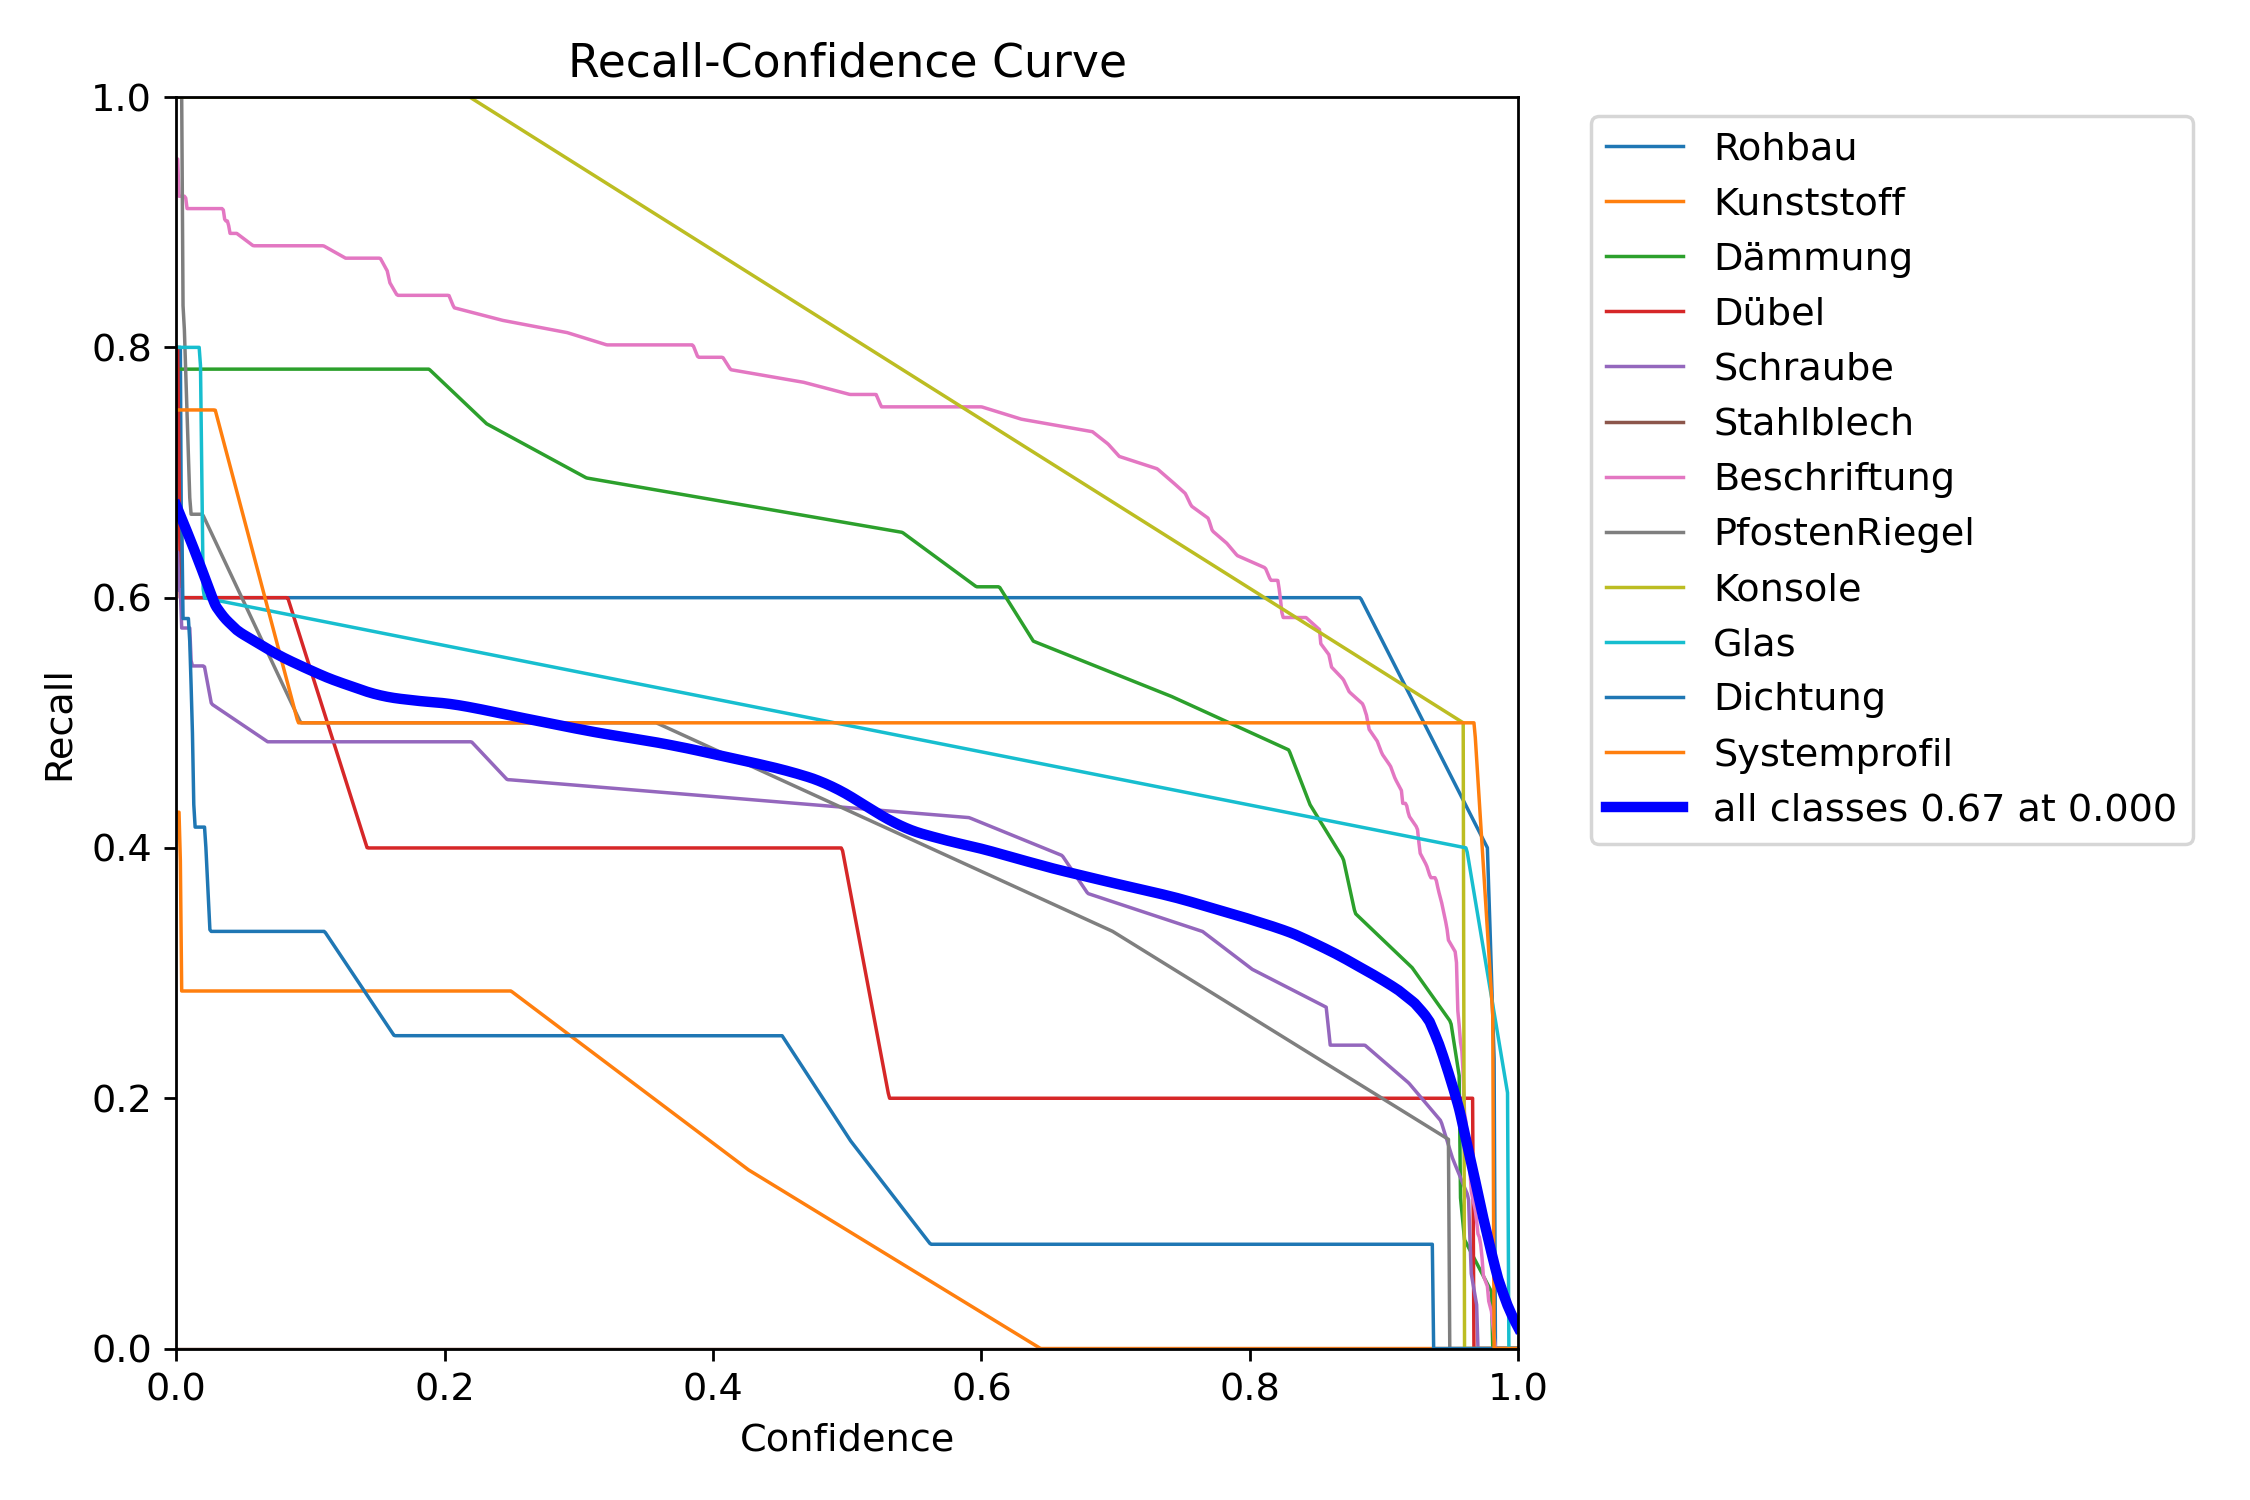 Recall-Confidence Curve
1.0
0.8
0.6
0.4
0.2
0.0
Recall
0.0 0.2 0.4 0.6 0.8 1.0
Confidence
Rohbau
Kunststoff
Dämmung
Dübel
Schraube
Stahlblech
Beschriftung
PfostenRiegel
Konsole
Glas
Dichtung
Systemprofil
all classes 0.67 at 0.000